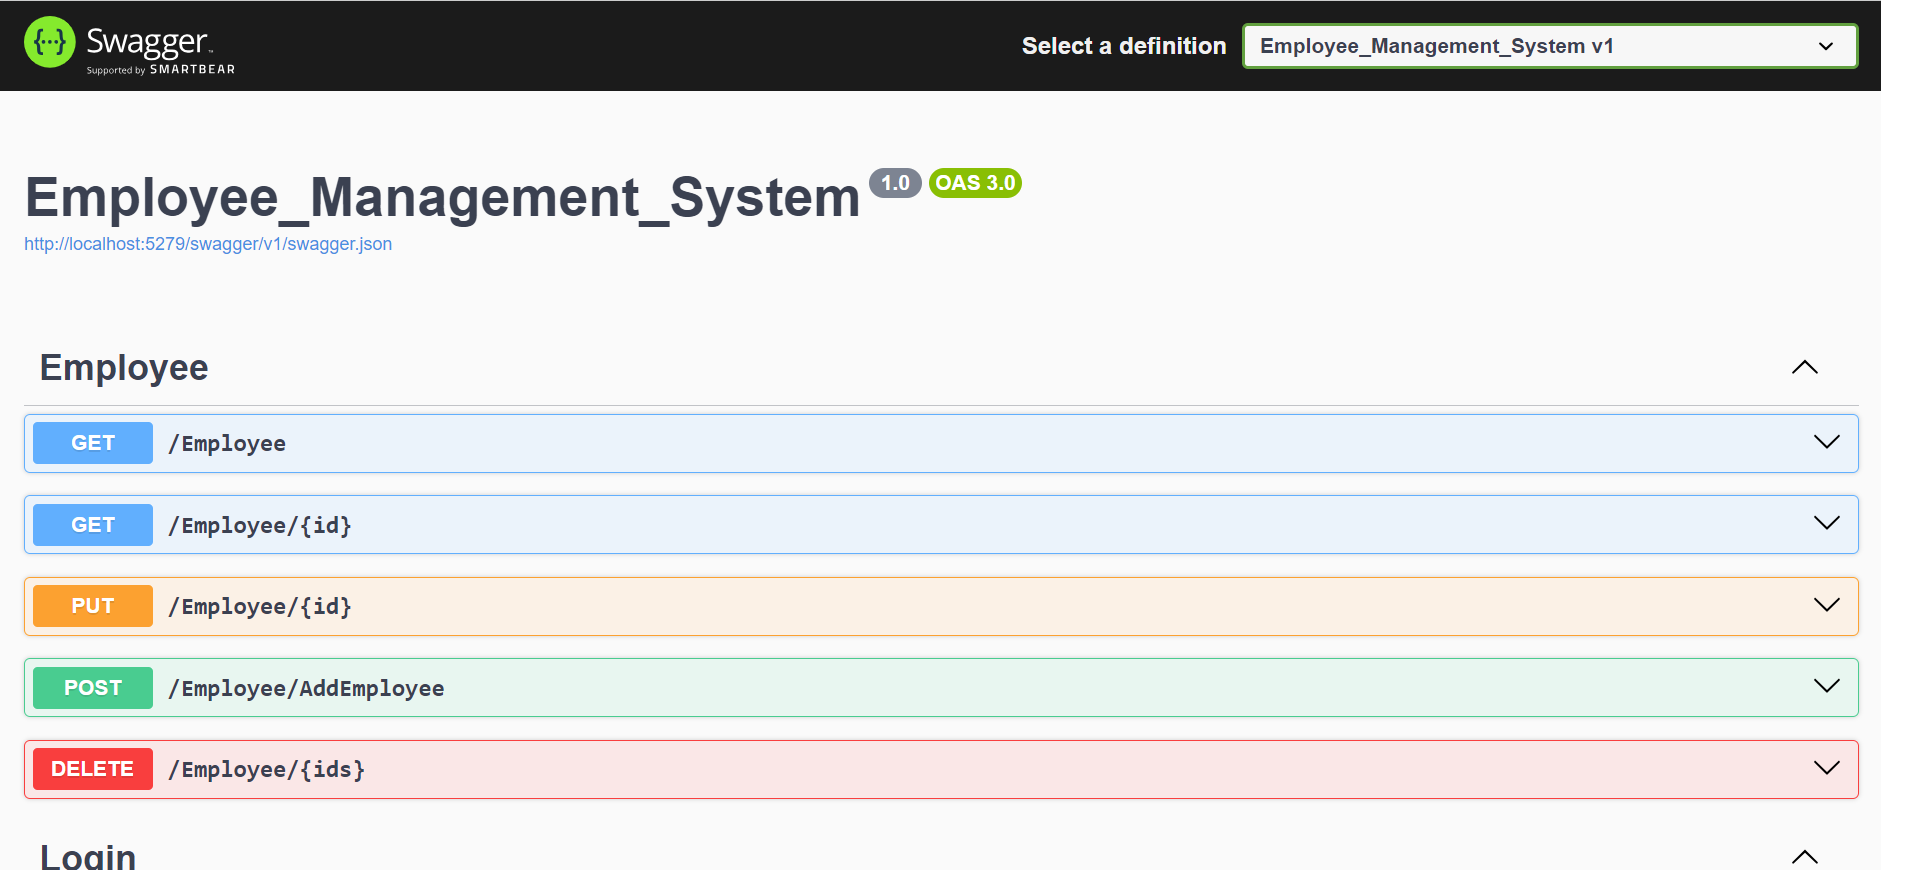 Swagger
Supported by SMARTBEAR
Select a definition
Employee_Management_System v1
Employee_Management_System 1.0 OAS 3.0
http://localhost:5279/swagger/v1/swagger.json
Employee
GET /Employee
GET /Employee/{id}
PUT /Employee/{id}
POST /Employee/AddEmployee
DELETE /Employee/{ids}
Login